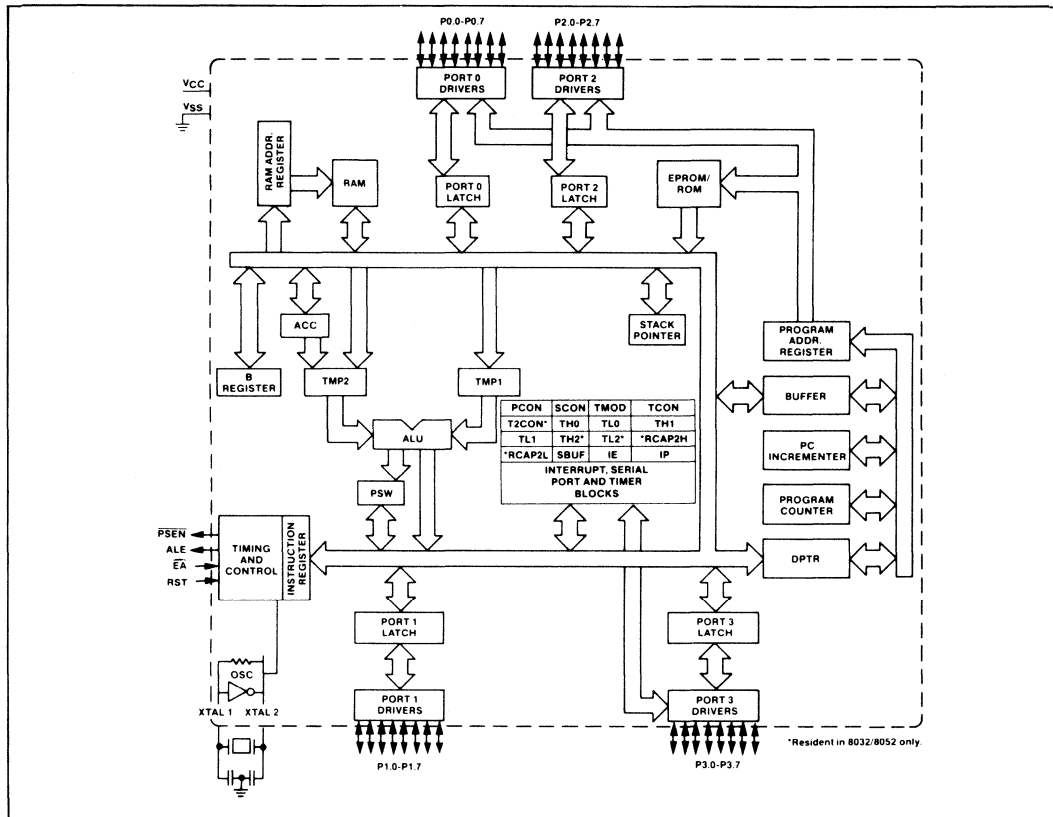 P0.0-P0.7
P2.0-P2.7
VCC
VSS
PORT 0
DRIVERS
PORT 2
DRIVERS
RAM ADDR.
REGISTER
RAM
PORT 0
LATCH
PORT 2
LATCH
EPROM/
ROM
ACC
STACK
POINTER
PROGRAM
ADDR.
REGISTER
B
REGISTER
TMP2
TMP1
BUFFER
PCON SCON TMOD TCON
T2CON* TH0 TL0 TH1
TL1 TH2* TL2* *RCAP2H
*RCAP2L SBUF IE IP
INTERRUPT, SERIAL
PORT AND TIMER
BLOCKS
ALU
PC
INCREMENTER
PSW
PROGRAM
COUNTER
PSEN
ALE
EA
RST
TIMING
AND
CONTROL
INSTRUCTION
REGISTER
DPTR
PORT 1
LATCH
PORT 3
LATCH
OSC
XTAL 1
XTAL 2
PORT 1
DRIVERS
PORT 3
DRIVERS
*Resident in 8032/8052 only.
P1.0-P1.7
P3.0-P3.7